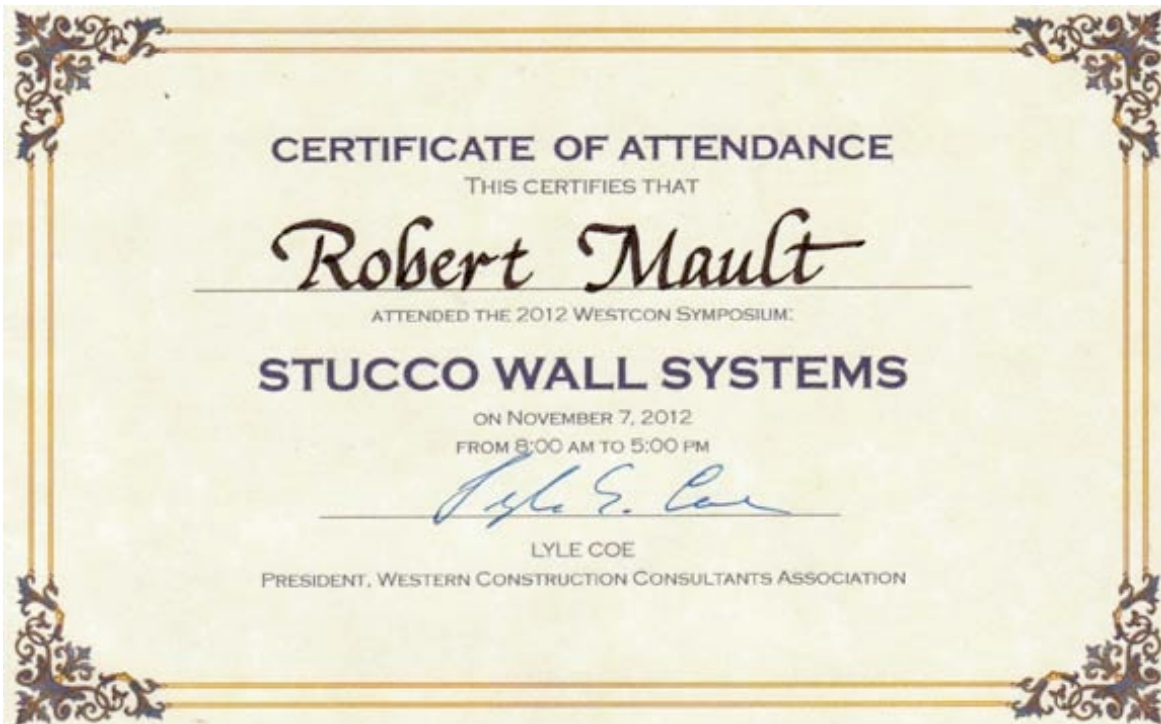 CERTIFICATE OF ATTENDANCE
THIS CERTIFIES THAT
Robert Mault
ATTENDED THE 2012 WESTCON SYMPOSIUM:
STUCCO WALL SYSTEMS
ON NOVEMBER 7, 2012
FROM 8:00 AM TO 5:00 PM
Lyle G. Coe
LYLE COE
PRESIDENT, WESTERN CONSTRUCTION CONSULTANTS ASSOCIATION